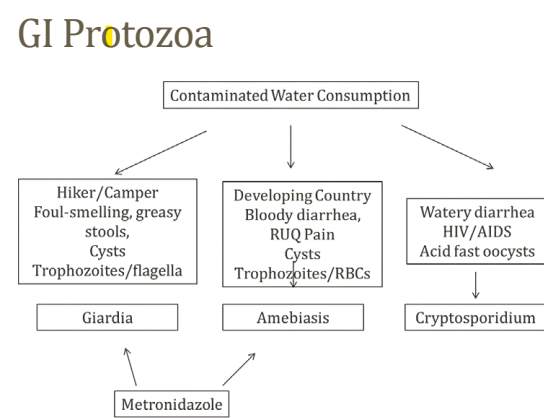 GI Protozoa
Contaminated Water Consumption
Hiker/Camper
Foul-smelling, greasy
stools,
Cysts
Trophozoites/flagella
Developing Country
Bloody diarrhea,
RUQ Pain
Cysts
Trophozoites/RBCs
Watery diarrhea
HIV/AIDS
Acid fast oocysts
Giardia
Amebiasis
Cryptosporidium
Metronidazole